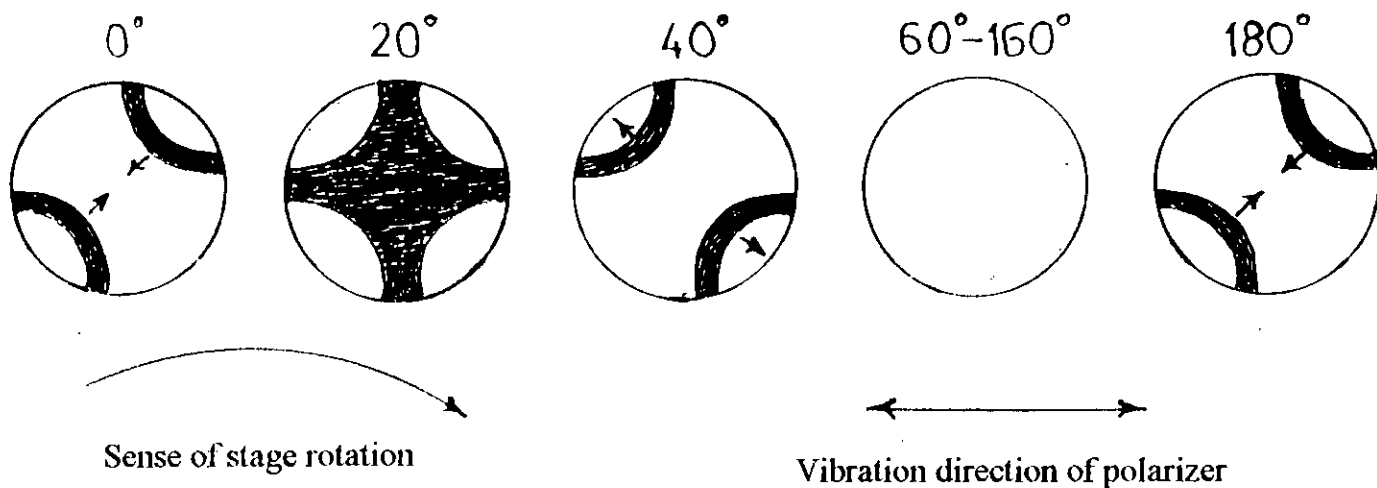 0° 20° 40° 60°-160° 180°
Sense of stage rotation
Vibration direction of polarizer